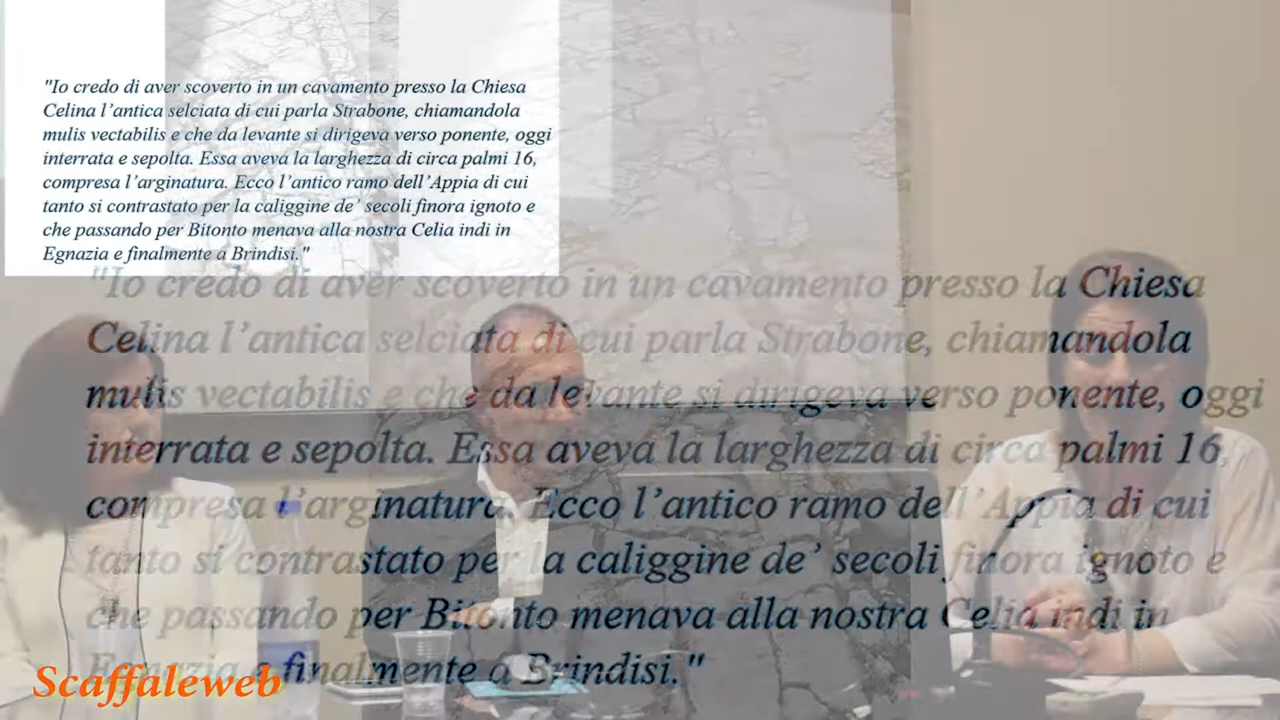 "Io credo di aver scoverto in un cavamento presso la Chiesa
Celina l'antica selciata di cui parla Strabone, chiamandola
mulis vectabilis e che da levante si dirigeva verso ponente, oggi
interrata e sepolta. Essa aveva la larghezza di circa palmi 16,
compresa l'arginatura. Ecco l'antico ramo dell'Appia di cui
tanto si contrastato per la caliggine de' secoli finora ignoto e
che passando per Bitonto menava alla nostra Celia indi in
Egnazia e finalmente a Brindisi."
"Io credo di aver scoverto in un cavamento presso la Chiesa
Celina l'antica selciata di cui parla Strabone, chiamandola
mulis vectabilis e che da levante si dirigeva verso ponente, oggi
interrata e sepolta. Essa aveva la larghezza di circa palmi 16,
compresa l'arginatura. Ecco l'antico ramo dell'Appia di cui
tanto si contrastato per la caliggine de' secoli finora ignoto e
che passando per Bitonto menava alla nostra Celia indi in
Egnazia e finalmente a Brindisi."
Scaffaleweb